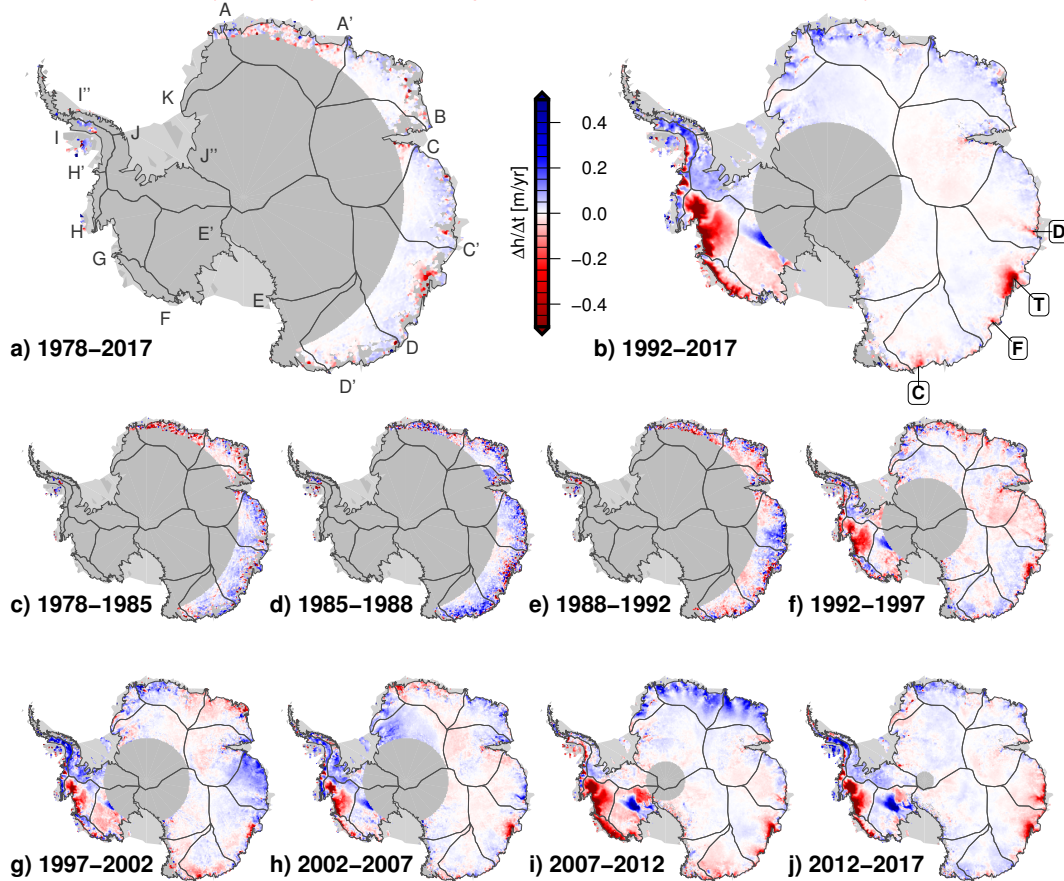 A
A'
K
I''
I
J
H'
J''
B
C
H
E'
G
C'
F
E
D
D'
a) 1978−2017
Δh/Δt [m/yr]
0.4
0.2
0.0
−0.2
−0.4
D
T
F
C
b) 1992−2017
c) 1978−1985
d) 1985−1988
e) 1988−1992
f) 1992−1997
g) 1997−2002
h) 2002−2007
i) 2007−2012
j) 2012−2017